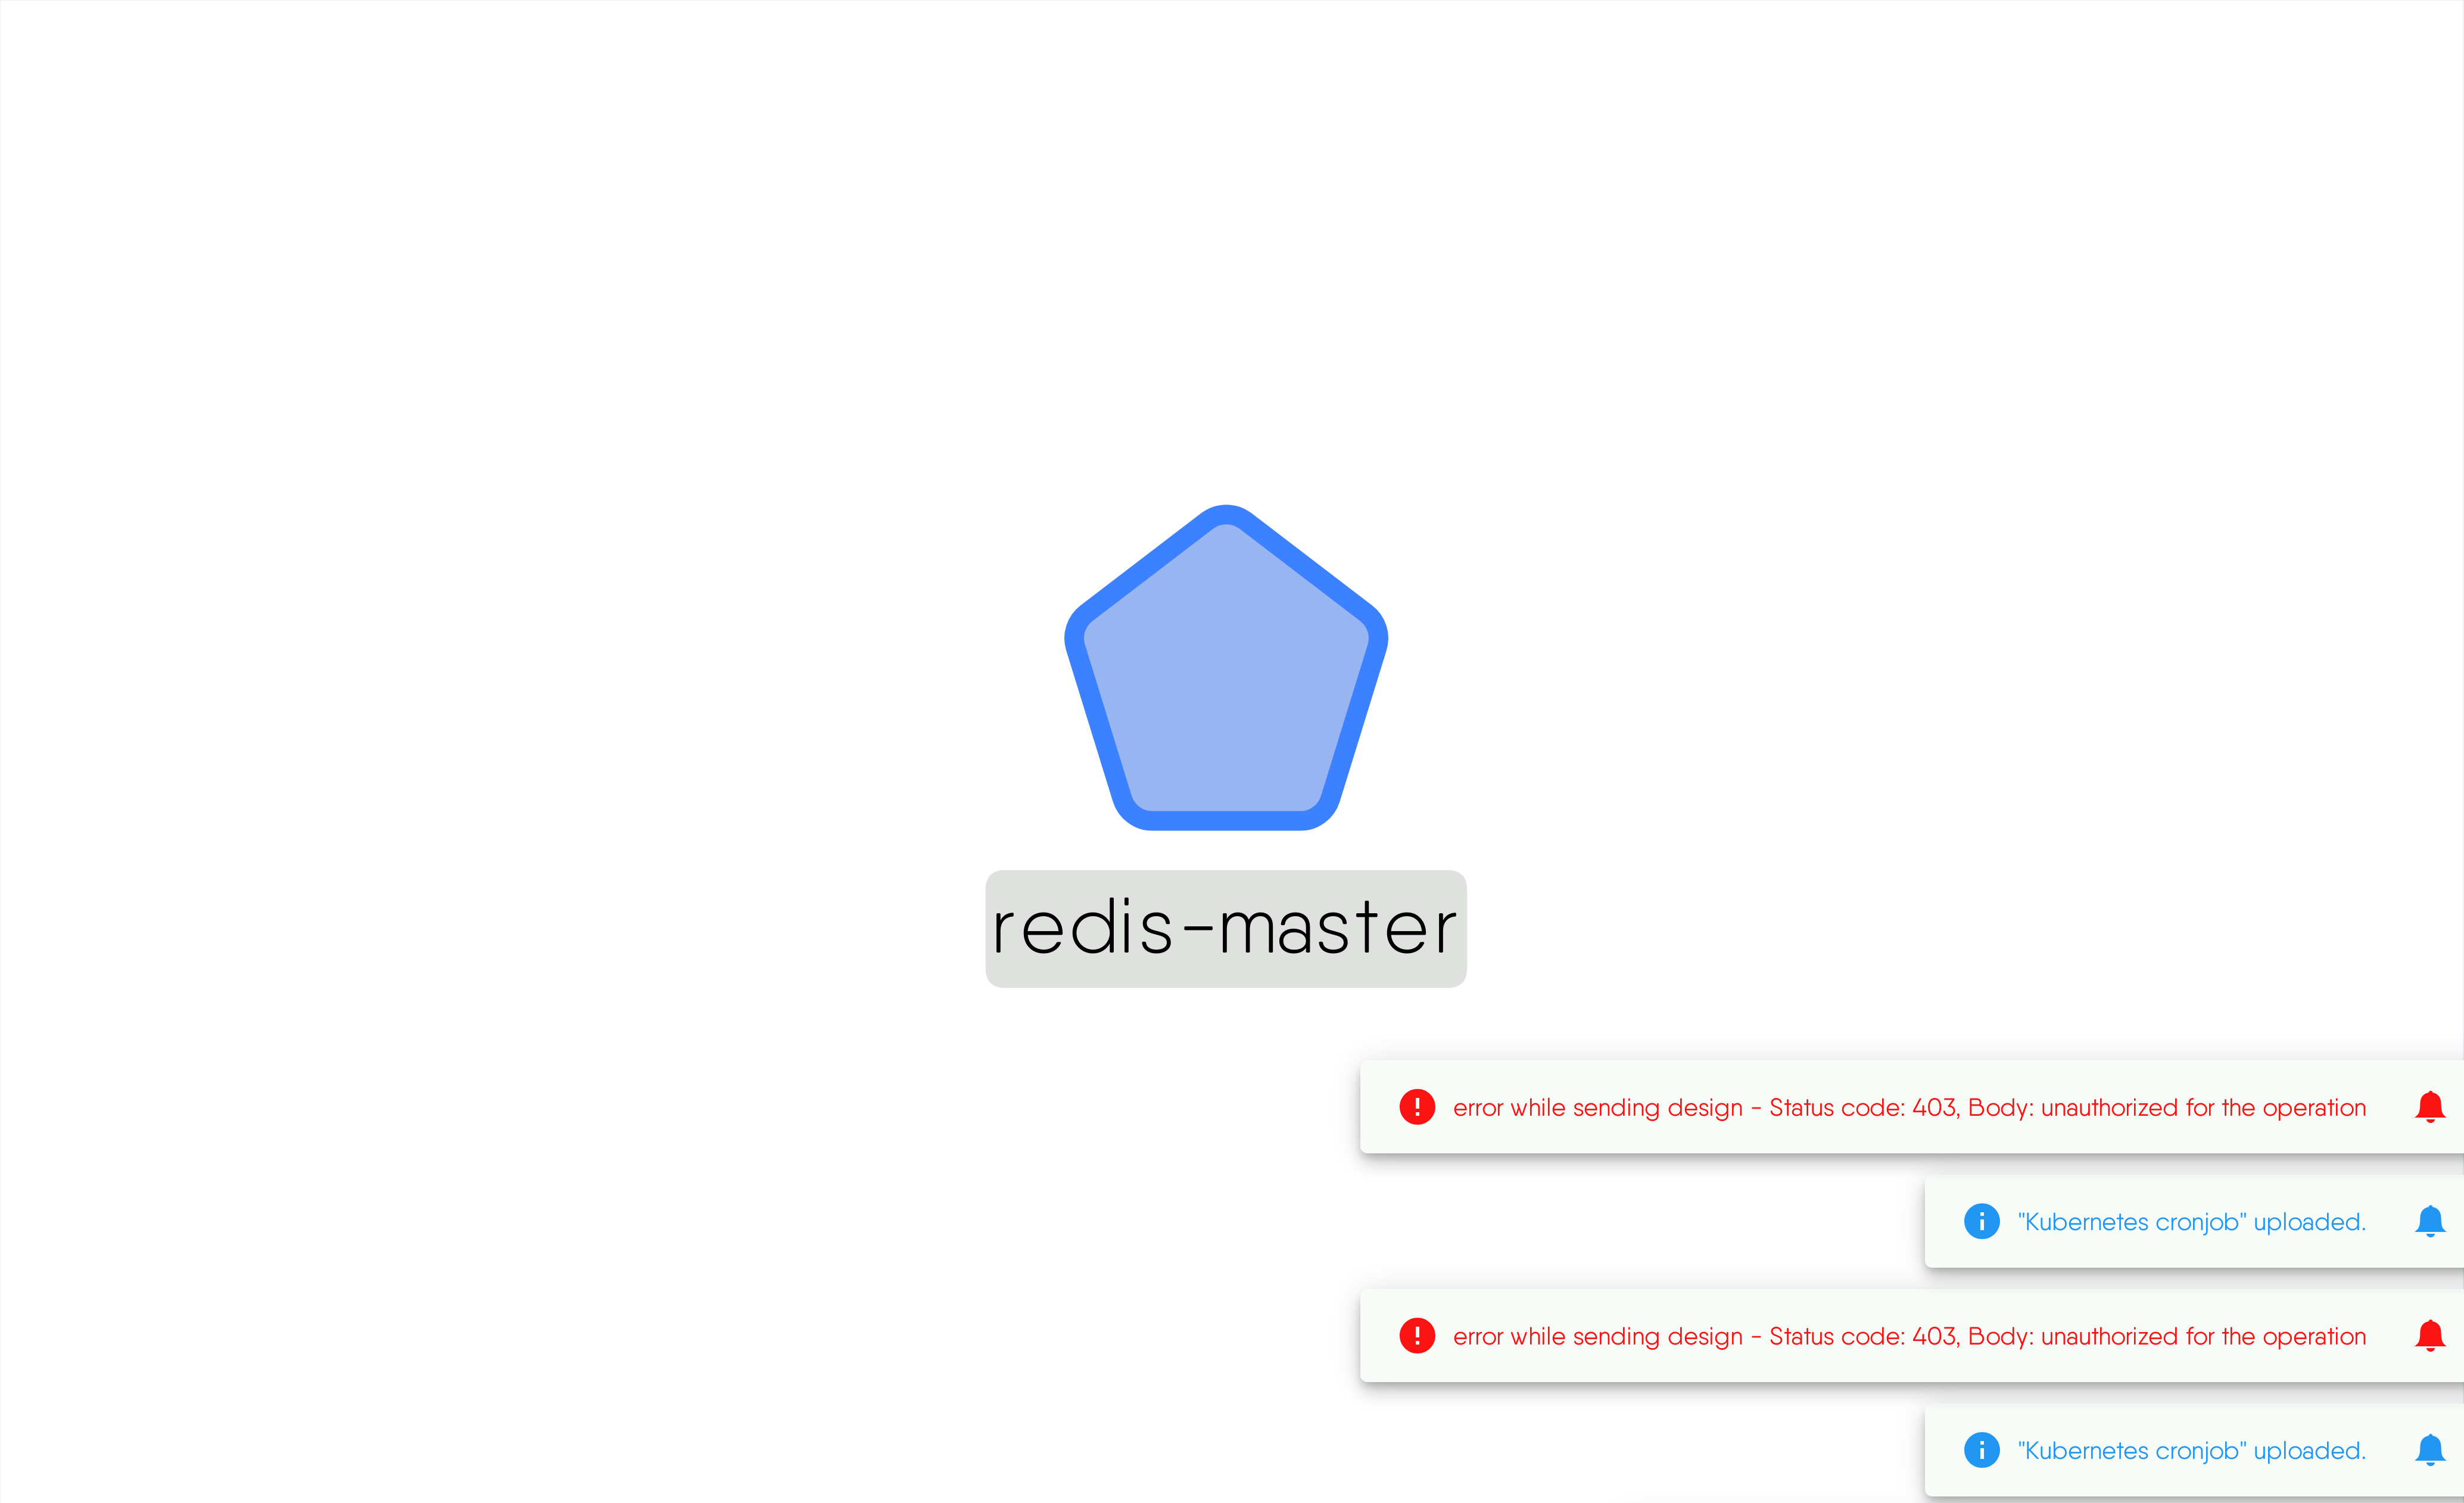 redis-master
error while sending design - Status code: 403, Body: unauthorized for the operation
"Kubernetes cronjob" uploaded.
error while sending design - Status code: 403, Body: unauthorized for the operation
"Kubernetes cronjob" uploaded.